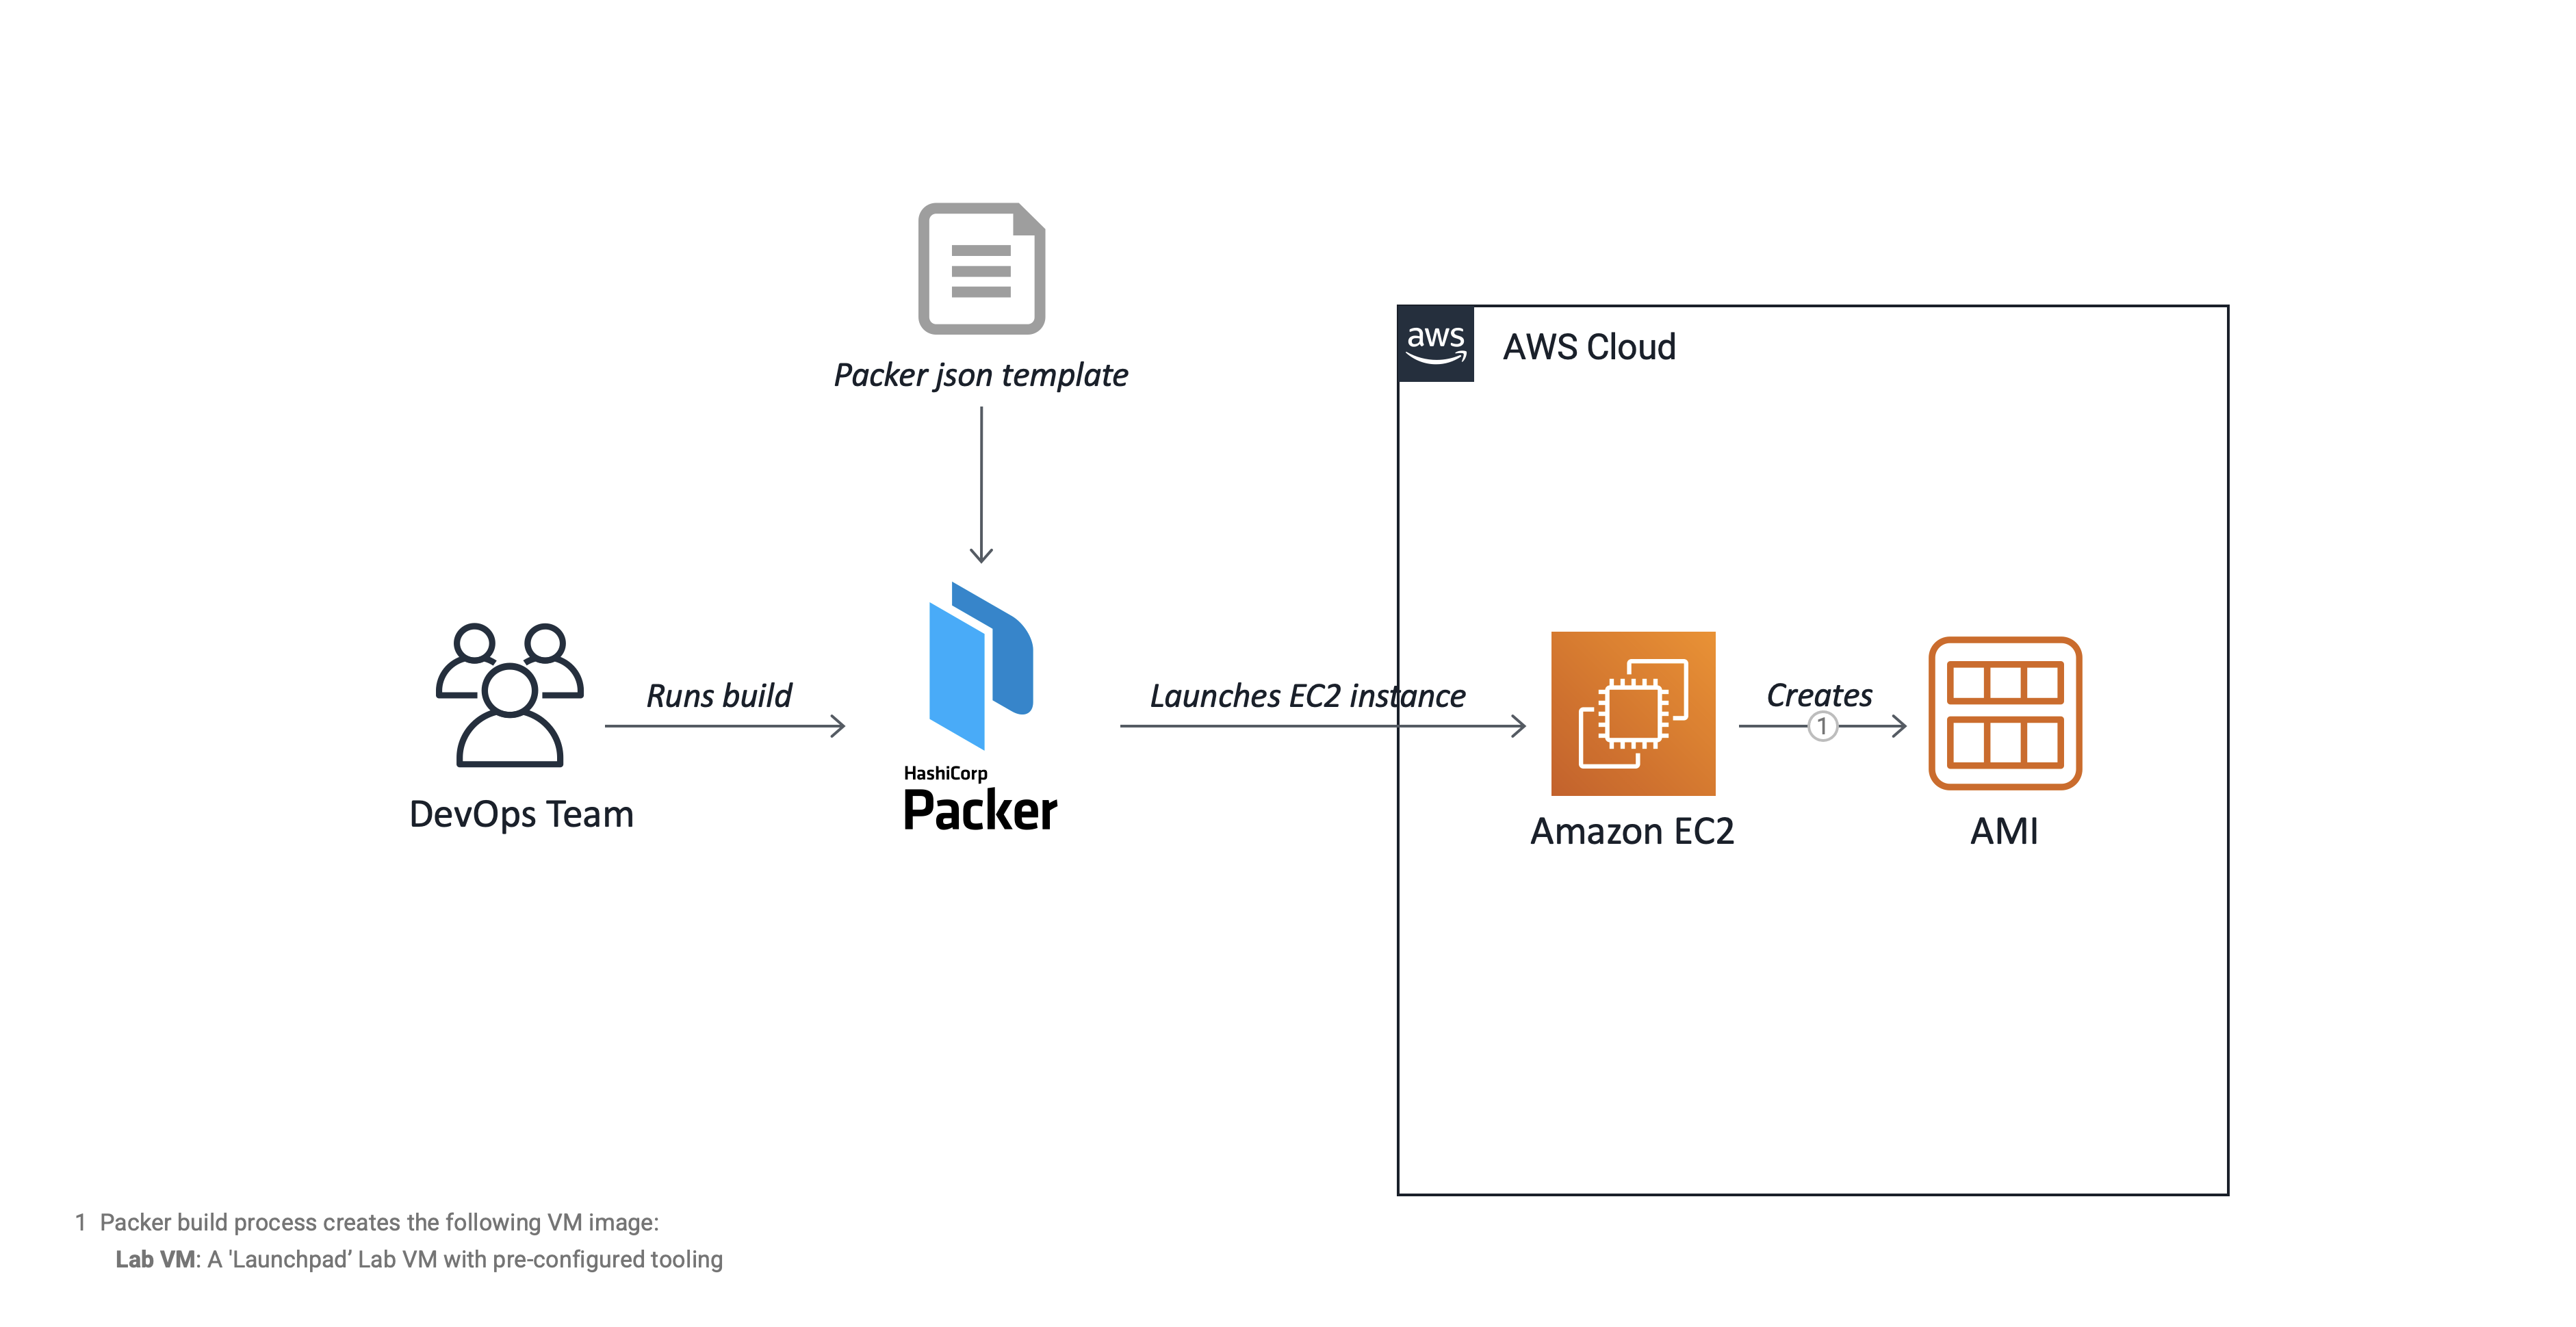 Packer json template
aws
AWS Cloud
Runs build
Launches EC2 instance
Creates
1
HashiCorp
Packer
DevOps Team
Amazon EC2
AMI
1 Packer build process creates the following VM image:
Lab VM: A 'Launchpad’ Lab VM with pre-configured tooling